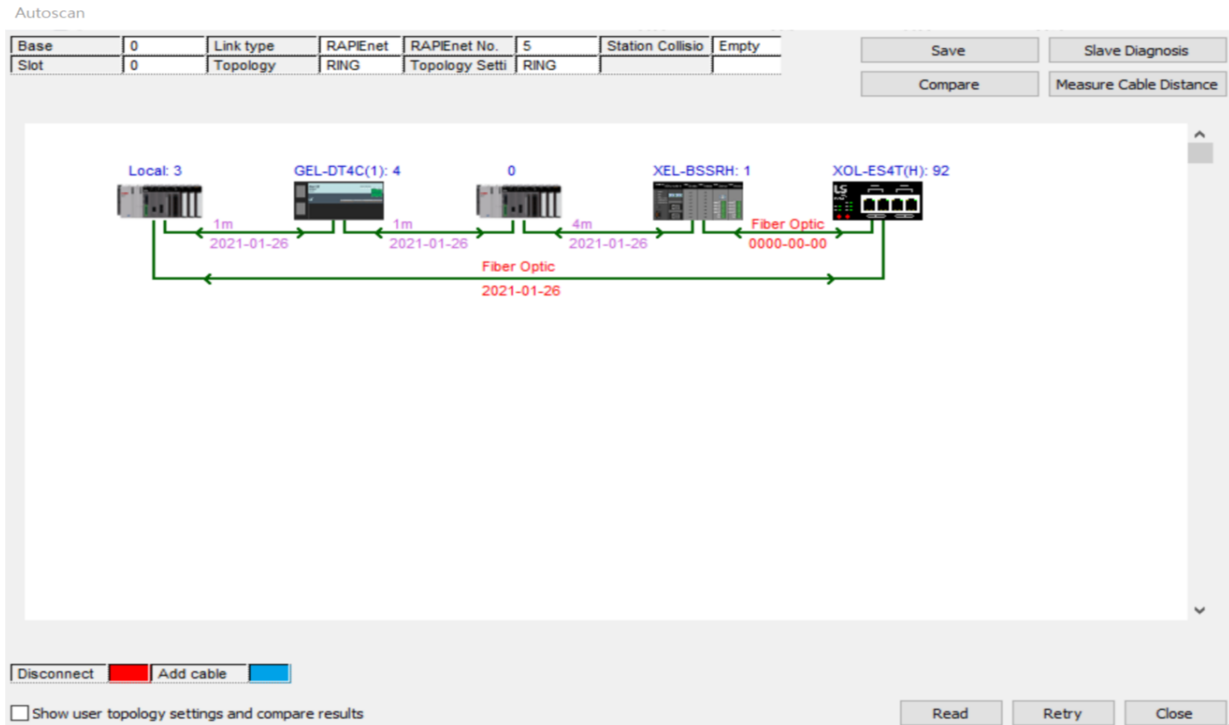 Autoscan
Base 0 Link type RAPIEnet RAPIEnet No. 5 Station Collisio Empty
Slot 0 Topology RING Topology Setti RING
Save Slave Diagnosis
Compare Measure Cable Distance
Local: 3 GEL-DT4C(1): 4 0 XEL-BSSRH: 1 XOL-ES4T(H): 92
LS
1m 1m 4m Fiber Optic
2021-01-26 2021-01-26 2021-01-26 0000-00-00
Fiber Optic
2021-01-26
Disconnect Add cable
Show user topology settings and compare results
Read Retry Close